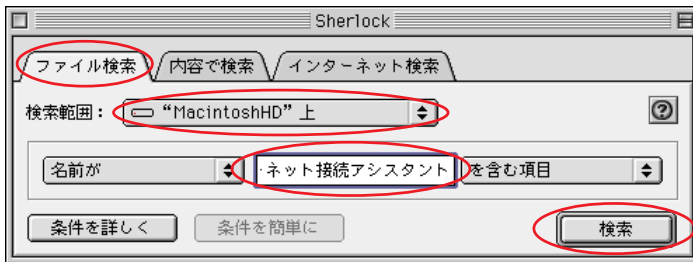 Sherlock
ファイル検索 内容で検索 インターネット検索
検索範囲： “MacintoshHD” 上 ?
名前が ･ネット接続アシスタント を含む項目
条件を詳しく 条件を簡単に 検索